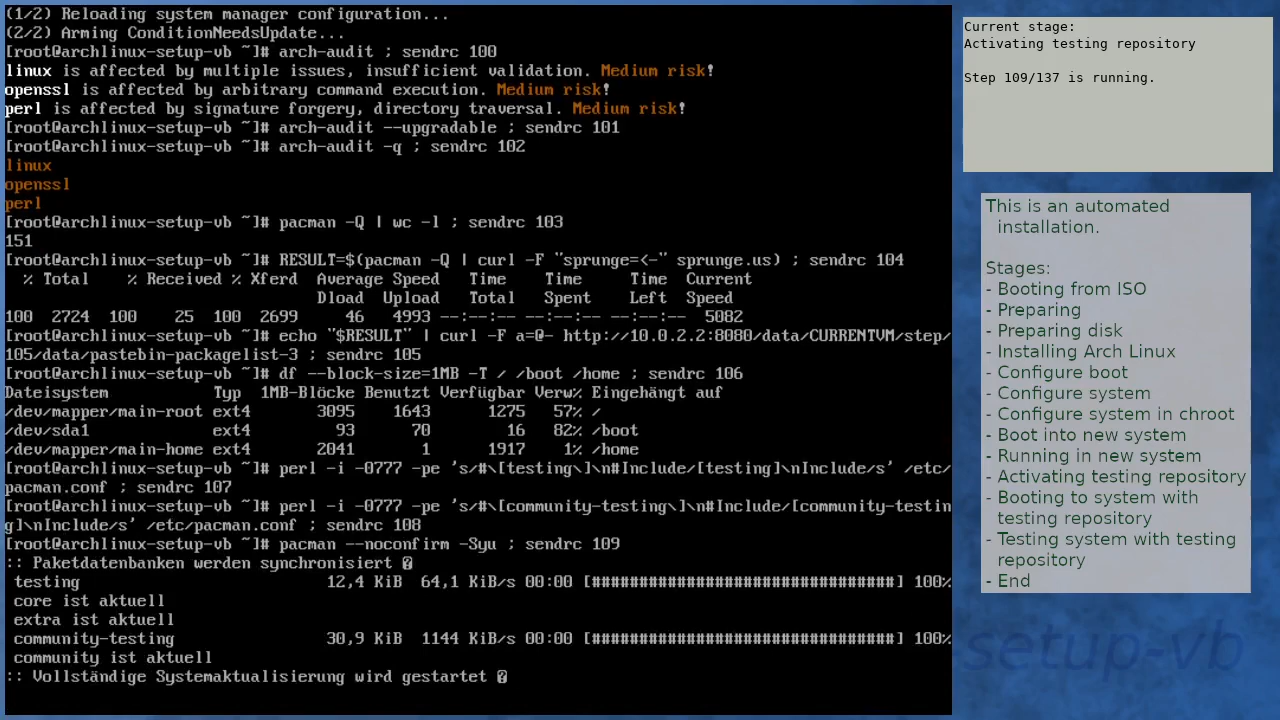 (1/2) Reloading system manager configuration...
(2/2) Arming ConditionNeedsUpdate...
[root@archlinux-setup-vb ~]# arch-audit ; sendrc 100
linux is affected by multiple issues, insufficient validation. Medium risk!
openssl is affected by arbitrary command execution. Medium risk!
perl is affected by signature forgery, directory traversal. Medium risk!
[root@archlinux-setup-vb ~]# arch-audit --upgradable ; sendrc 101
[root@archlinux-setup-vb ~]# arch-audit -q ; sendrc 102
linux
openssl
perl
[root@archlinux-setup-vb ~]# pacman -Q | wc -l ; sendrc 103
151
[root@archlinux-setup-vb ~]# RESULT=$(pacman -Q | curl -F "sprunge=<-" sprunge.us) ; sendrc 104
  % Total    % Received % Xferd  Average Speed   Time    Time     Time  Current
                                 Dload  Upload   Total   Spent    Left  Speed
100  2724  100    25  100  2699     46   4993 --:--:-- --:--:-- --:--:--  5082
[root@archlinux-setup-vb ~]# echo "$RESULT" | curl -F a=@- http://10.0.2.2:8080/data/CURRENTVM/step/
105/data/pastebin-packagelist-3 ; sendrc 105
[root@archlinux-setup-vb ~]# df --block-size=1MB -T / /boot /home ; sendrc 106
Dateisystem           Typ  1MB-Blöcke Benutzt Verfügbar Verw% Eingehängt auf
/dev/mapper/main-root ext4       3095    1643      1275   57% /
/dev/sda1             ext4         93      70        16   82% /boot
/dev/mapper/main-home ext4       2041       1      1917    1% /home
[root@archlinux-setup-vb ~]# perl -i -0777 -pe 's/#\[testing\]\n#Include/[testing]\nInclude/s' /etc/
pacman.conf ; sendrc 107
[root@archlinux-setup-vb ~]# perl -i -0777 -pe 's/#\[community-testing\]\n#Include/[community-testin
g]\nInclude/s' /etc/pacman.conf ; sendrc 108
[root@archlinux-setup-vb ~]# pacman --noconfirm -Syu ; sendrc 109
:: Paketdatenbanken werden synchronisiert �
 testing                          12,4 KiB  64,1 KiB/s 00:00 [################################] 100%
 core ist aktuell
 extra ist aktuell
 community-testing                30,9 KiB  1144 KiB/s 00:00 [################################] 100%
 community ist aktuell
:: Vollständige Systemaktualisierung wird gestartet �
Current stage:
Activating testing repository
Step 109/137 is running.
This is an automated
installation.
Stages:
- Booting from ISO
- Preparing
- Preparing disk
- Installing Arch Linux
- Configure boot
- Configure system
- Configure system in chroot
- Boot into new system
- Running in new system
- Activating testing repository
- Booting to system with
testing repository
- Testing system with testing
repository
- End
setup-vb